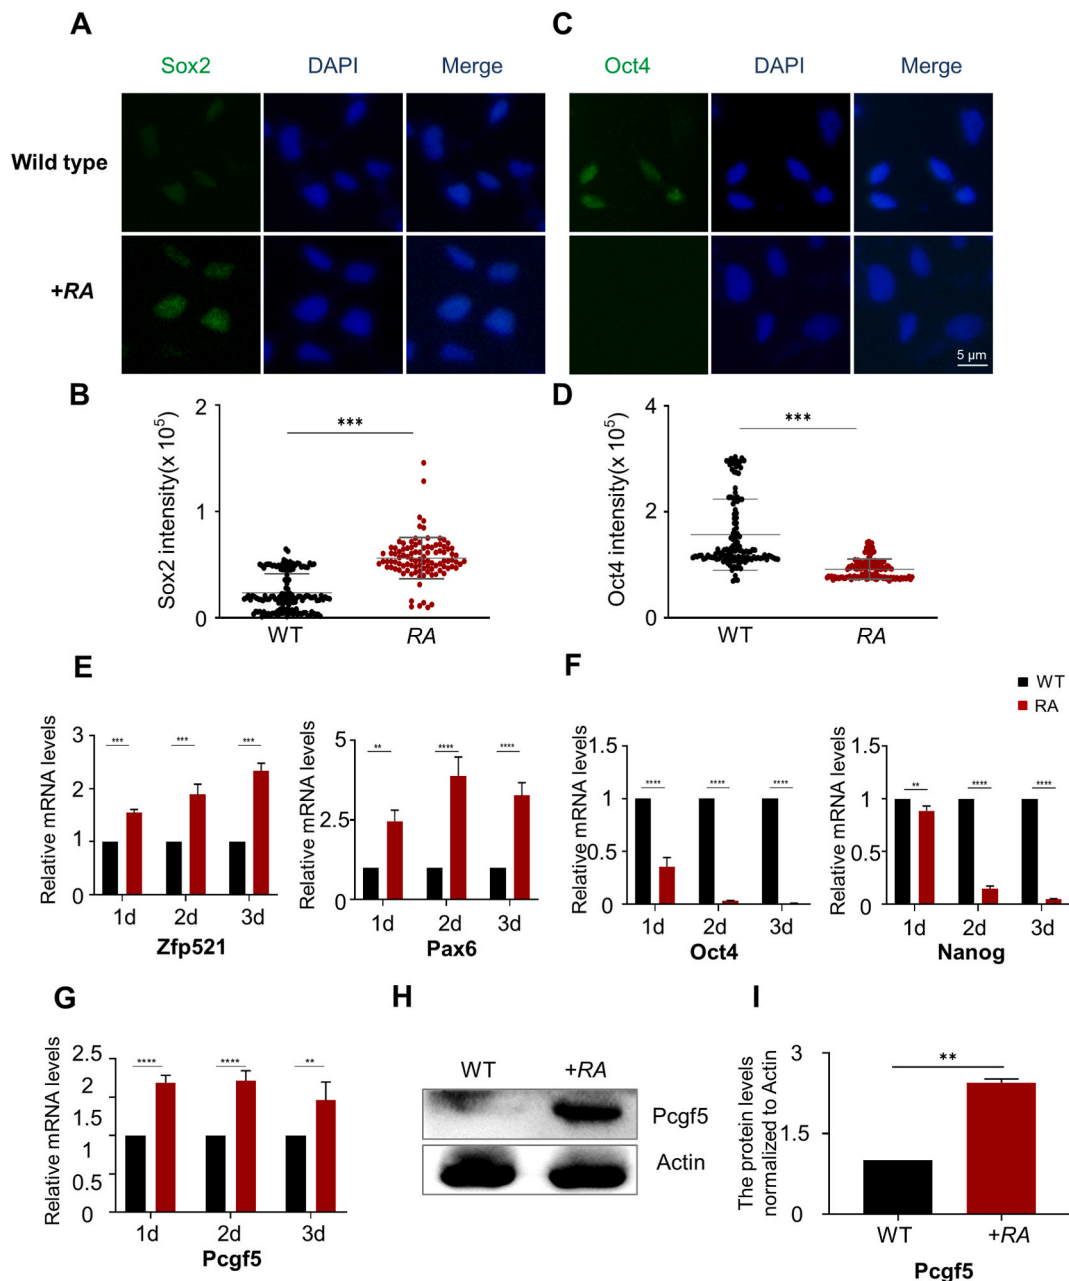 A
C
Sox2 DAPI Merge
Oct4 DAPI Merge
Wild type
+RA
5 μm
B
Sox2 intensity(x 10⁵)
2
1
0
***
WT RA
D
Oct4 intensity(x 10⁵)
4
2
0
***
WT RA
E
Relative mRNA levels
3
2
1
0
*** *** ***
1d 2d 3d
Zfp521
Relative mRNA levels
5
2.5
0
** **** ****
1d 2d 3d
Pax6
F
WT
RA
Relative mRNA levels
1.5
1
0.5
0
**** **** ****
1d 2d 3d
Oct4
Relative mRNA levels
1.5
1
0.5
0
** **** ****
1d 2d 3d
Nanog
G
Relative mRNA levels
2.5
2
1
0.5
0
**** **** **
1d 2d 3d
Pcgf5
H
WT +RA
Pcgf5
Actin
I
The protein levels
normalized to Actin
3
1.5
0
**
WT +RA
Pcgf5